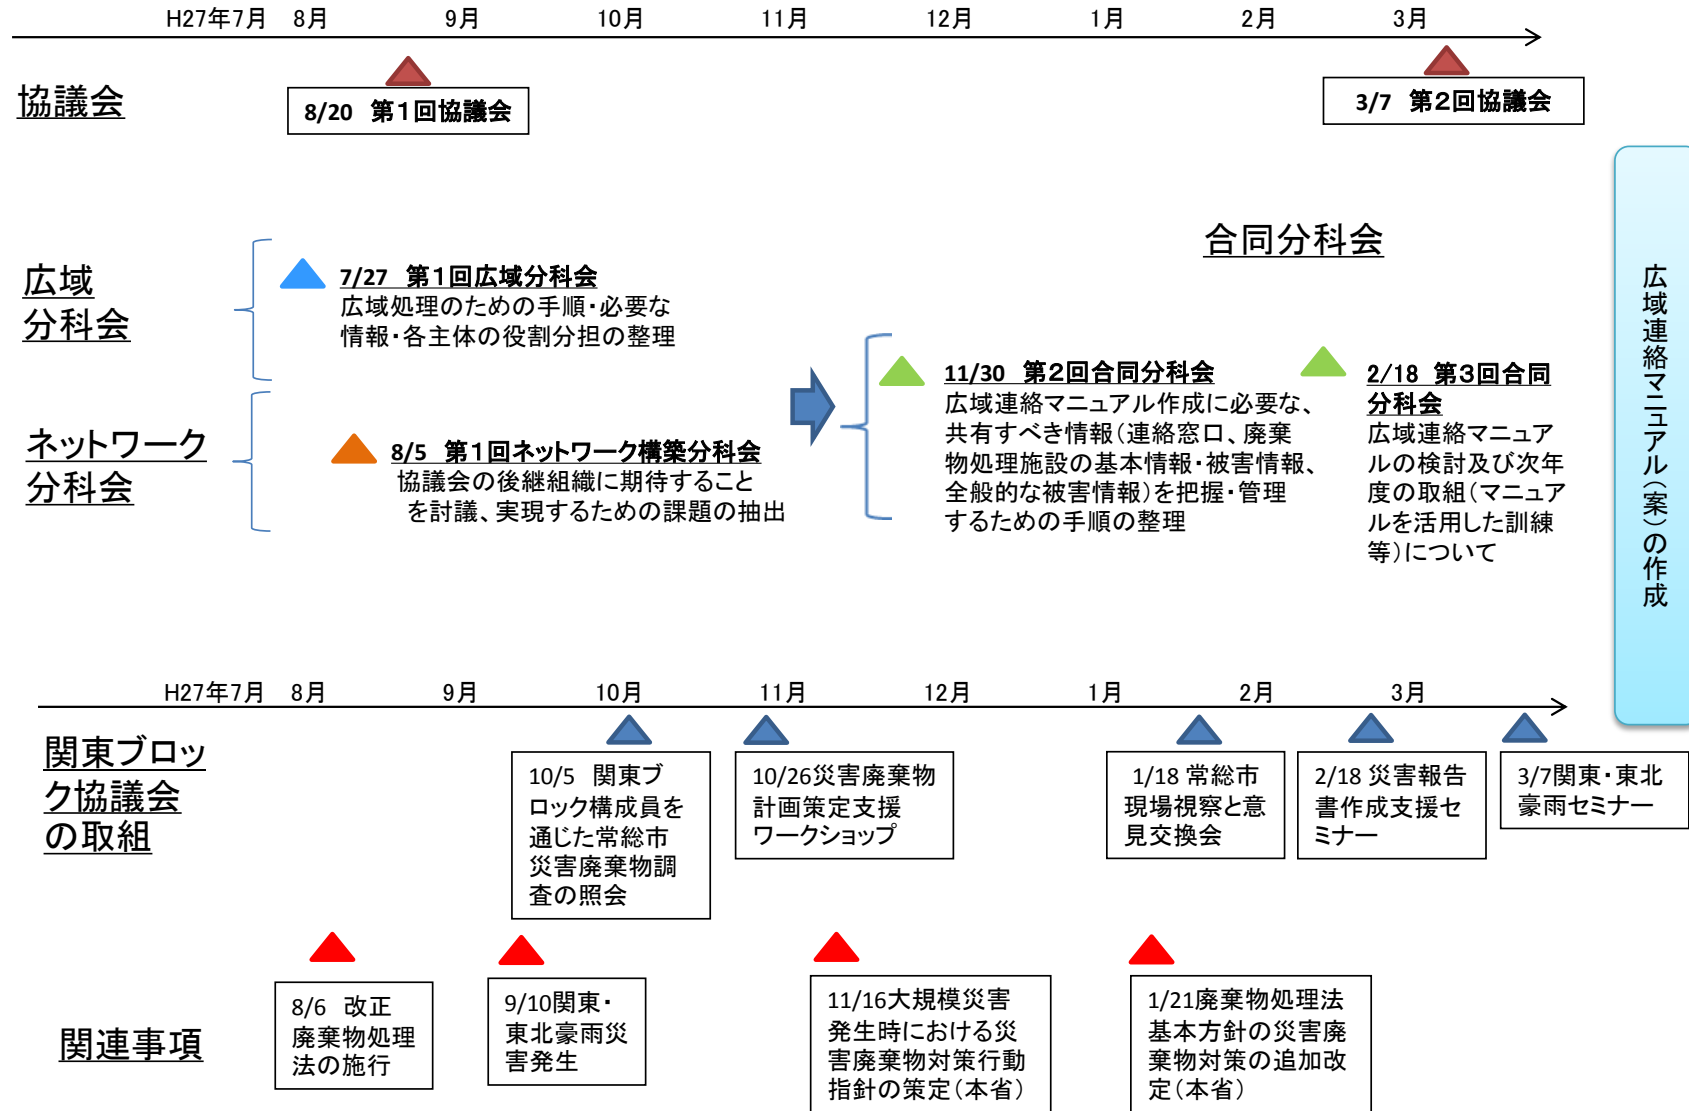 H27年7月 8月 9月 10月 11月 12月 1月 2月 3月
協議会
8/20 第1回協議会
3/7 第2回協議会
合同分科会
広域
分科会
7/27 第1回広域分科会
広域処理のための手順・必要な
情報・各主体の役割分担の整理
ネットワーク
分科会
8/5 第1回ネットワーク構築分科会
協議会の後継組織に期待すること
を討議、実現するための課題の抽出
11/30 第2回合同分科会
広域連絡マニュアル作成に必要な、
共有すべき情報(連絡窓口、廃棄
物処理施設の基本情報・被害情報、
全般的な被害情報)を把握・管理
するための手順の整理
2/18 第3回合同
分科会
広域連絡マニュア
ルの検討及び次年
度の取組(マニュア
ルを活用した訓練
等)について
広域連絡マニュアル(案)の作成
H27年7月 8月 9月 10月 11月 12月 1月 2月 3月
関東ブロッ
ク協議会
の取組
10/5 関東ブ
ロック構成員を
通じた常総市
災害廃棄物調
査の照会
10/26災害廃棄物
計画策定支援
ワークショップ
1/18 常総市
現場視察と意
見交換会
2/18 災害報告
書作成支援セ
ミナー
3/7関東・東北
豪雨セミナー
関連事項
8/6 改正
廃棄物処理
法の施行
9/10関東・
東北豪雨災
害発生
11/16大規模災害
発生時における災
害廃棄物対策行動
指針の策定(本省)
1/21廃棄物処理法
基本方針の災害廃
棄物対策の追加改
定(本省)